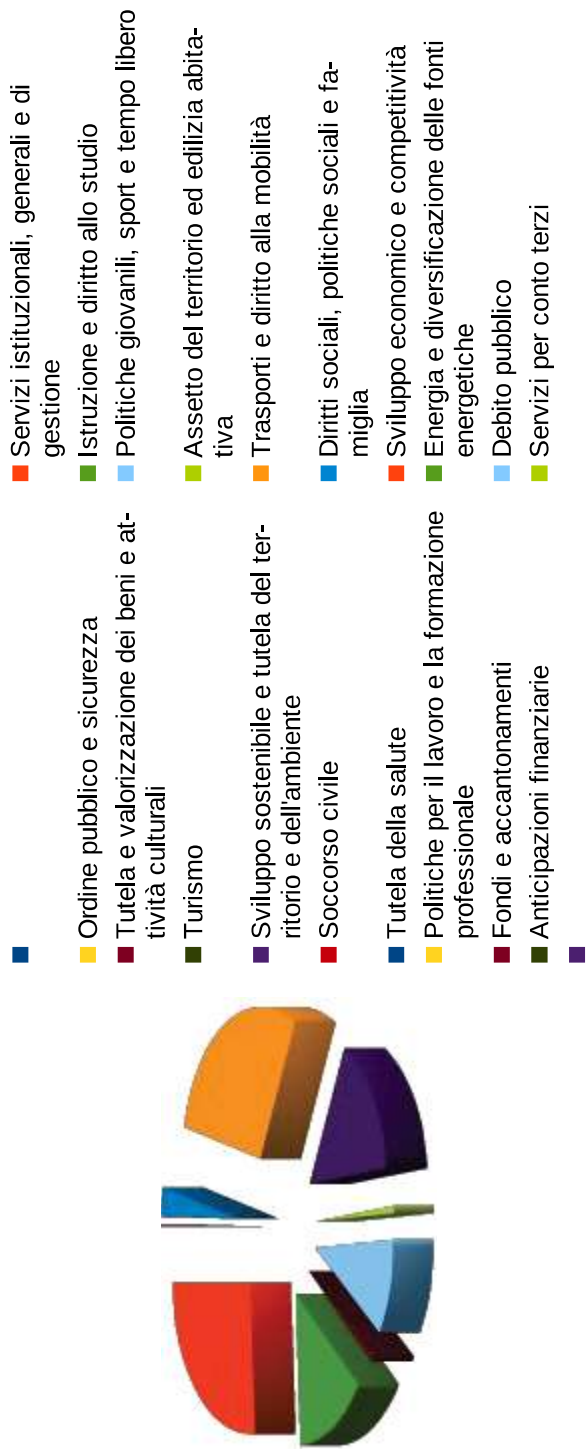 Servizi istituzionali, generali e di
gestione
Ordine pubblico e sicurezza
Istruzione e diritto allo studio
Tutela e valorizzazione dei beni e at-
tività culturali
Politiche giovanili, sport e tempo libero
Turismo
Assetto del territorio ed edilizia abita-
tiva
Sviluppo sostenibile e tutela del ter-
ritorio e dell'ambiente
Trasporti e diritto alla mobilità
Soccorso civile
Diritti sociali, politiche sociali e fa-
miglia
Tutela della salute
Sviluppo economico e competitività
Politiche per il lavoro e la formazione
professionale
Energia e diversificazione delle fonti
energetiche
Fondi e accantonamenti
Debito pubblico
Anticipazioni finanziarie
Servizi per conto terzi